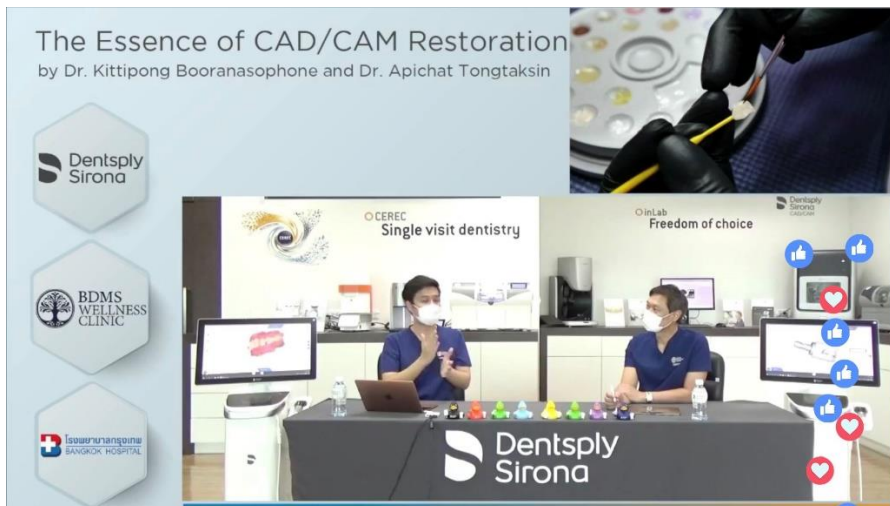 The Essence of CAD/CAM Restoration
by Dr. Kittipong Booranasophone and Dr. Apichat Tongtaksin
Dentsply
Sirona
BDMS
WELLNESS
CLINIC
โรงพยาบาลกรุงเทพ
BANGKOK HOSPITAL
CEREC
Single visit dentistry
inLab
Freedom of choice
Dentsply
Sirona
CAD/CAM
Dentsply
Sirona